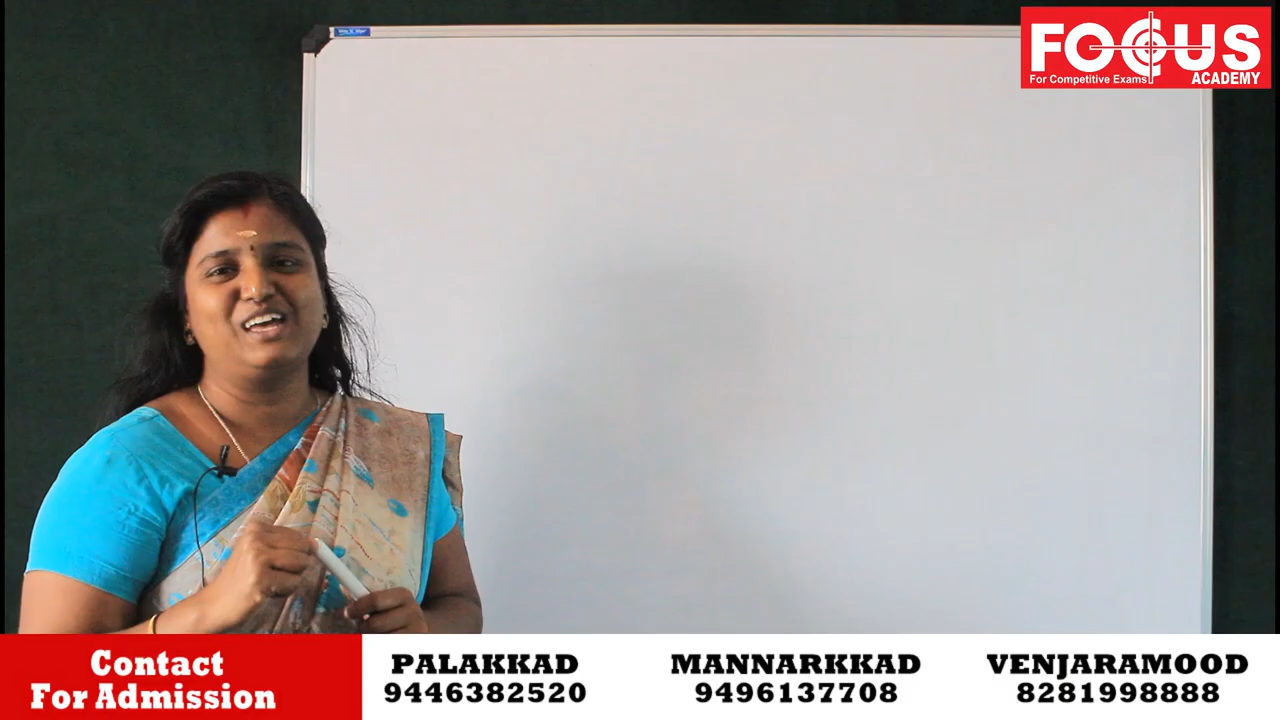 FOCUS
For Competitive Exams ACADEMY
Contact
For Admission
PALAKKAD
9446382520
MANNARKKAD
9496137708
VENJARAMOOD
8281998888